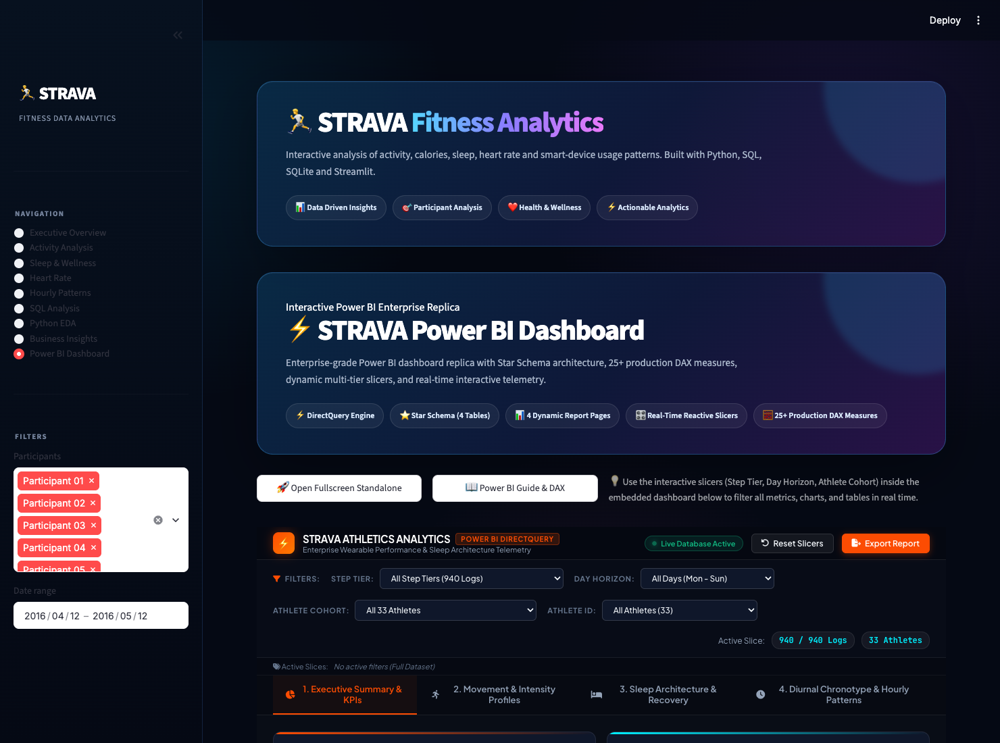 Deploy
STRAVA
FITNESS DATA ANALYTICS
NAVIGATION
Executive Overview
Activity Analysis
Sleep & Wellness
Heart Rate
Hourly Patterns
SQL Analysis
Python EDA
Business Insights
Power BI Dashboard
FILTERS
Participants
Participant 01 ×
Participant 02 ×
Participant 03 ×
Participant 04 ×
Participant 05 ×
Date range
2016/04/12 – 2016/05/12
STRAVA Fitness Analytics
Interactive analysis of activity, calories, sleep, heart rate and smart-device usage patterns. Built with Python, SQL,
SQLite and Streamlit.
Data Driven Insights
Participant Analysis
Health & Wellness
Actionable Analytics
Interactive Power BI Enterprise Replica
STRAVA Power BI Dashboard
Enterprise-grade Power BI dashboard replica with Star Schema architecture, 25+ production DAX measures,
dynamic multi-tier slicers, and real-time interactive telemetry.
DirectQuery Engine
Star Schema (4 Tables)
4 Dynamic Report Pages
Real-Time Reactive Slicers
25+ Production DAX Measures
Open Fullscreen Standalone
Power BI Guide & DAX
Use the interactive slicers (Step Tier, Day Horizon, Athlete Cohort) inside the
embedded dashboard below to filter all metrics, charts, and tables in real time.
STRAVA ATHLETICS ANALYTICS
POWER BI DIRECTQUERY
Enterprise Wearable Performance & Sleep Architecture Telemetry
Live Database Active
Reset Slicers
Export Report
FILTERS:
STEP TIER:
All Step Tiers (940 Logs)
DAY HORIZON:
All Days (Mon - Sun)
ATHLETE COHORT:
All 33 Athletes
ATHLETE ID:
All Athletes (33)
Active Slice:
940 / 940 Logs
33 Athletes
Active Slices:
No active filters (Full Dataset)
1. Executive Summary &
KPIs
2. Movement & Intensity
Profiles
3. Sleep Architecture &
Recovery
4. Diurnal Chronotype & Hourly
Patterns